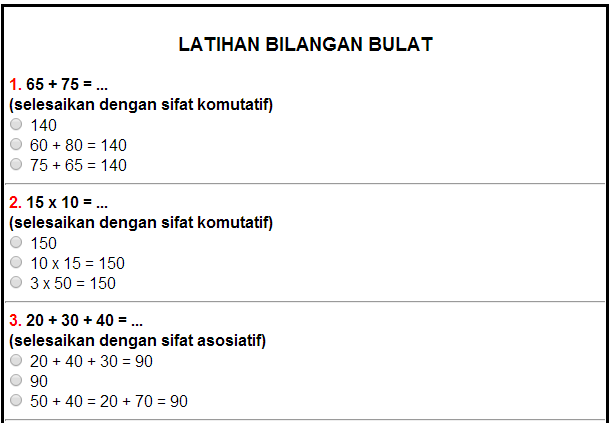 LATIHAN BILANGAN BULAT
1. 65 + 75 = ...
(selesaikan dengan sifat komutatif)
140
60 + 80 = 140
75 + 65 = 140
2. 15 x 10 = ...
(selesaikan dengan sifat komutatif)
150
10 x 15 = 150
3 x 50 = 150
3. 20 + 30 + 40 = ...
(selesaikan dengan sifat asosiatif)
20 + 40 + 30 = 90
90
50 + 40 = 20 + 70 = 90